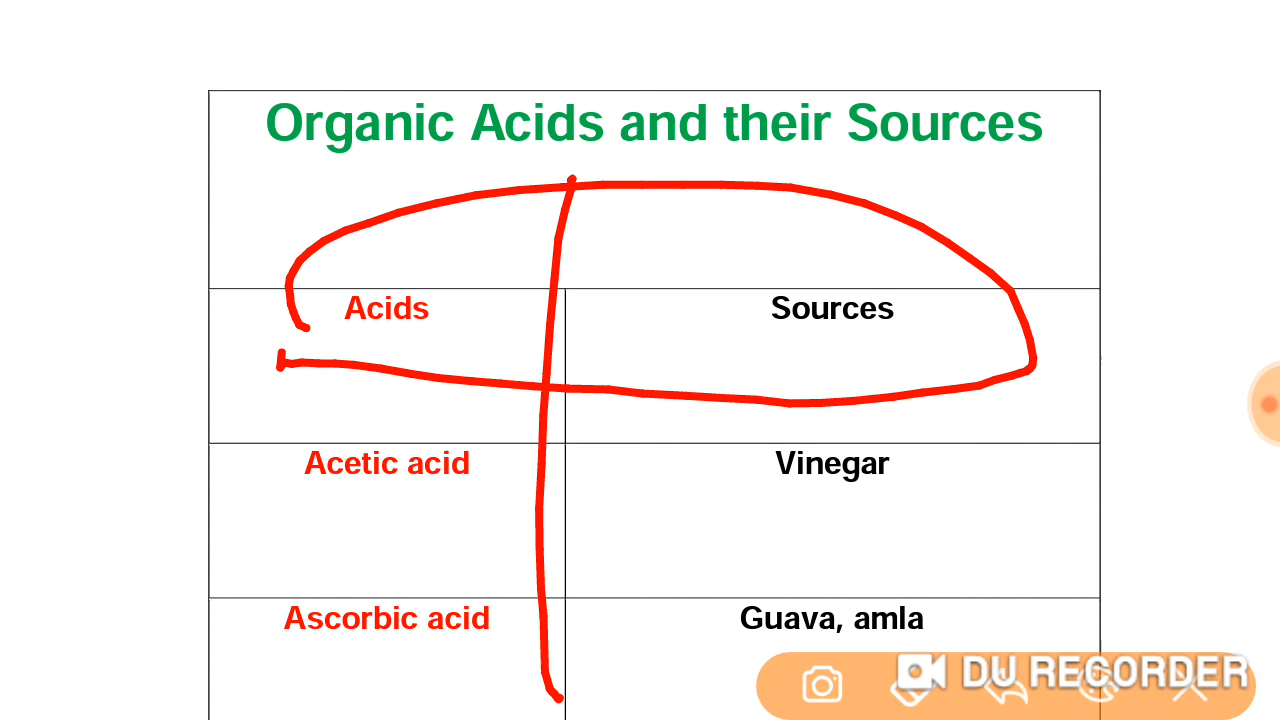 Organic Acids and their Sources
Acids Sources
Acetic acid Vinegar
Ascorbic acid Guava, amla
DU RECORDER